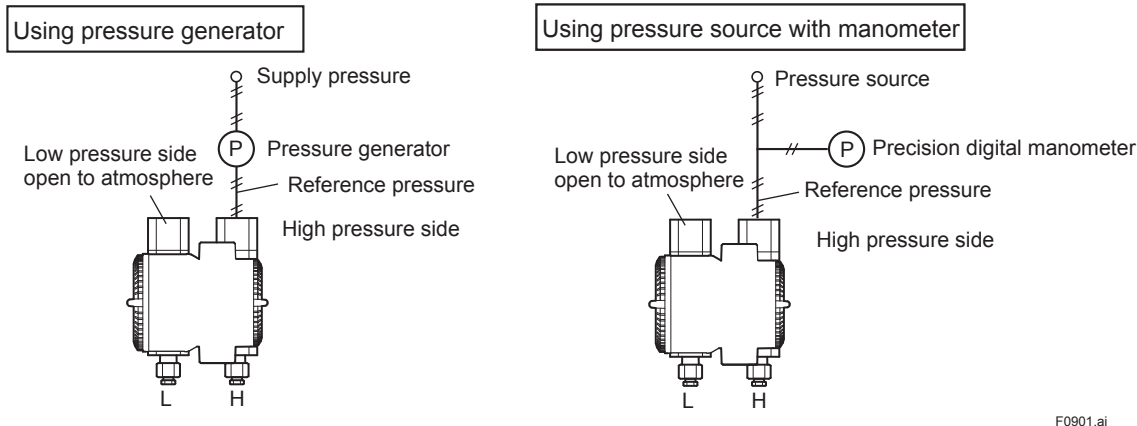 Using pressure generator
Supply pressure
P
Pressure generator
Low pressure side
open to atmosphere
Reference pressure
High pressure side
L
H
Using pressure source with manometer
Pressure source
P
Precision digital manometer
Low pressure side
open to atmosphere
Reference pressure
High pressure side
L
H
F0901.ai